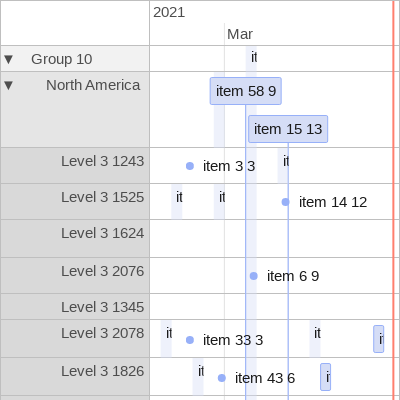 2021
Mar
▼ Group 10 it
▼ North America item 58 9
item 15 13
Level 3 1243 item 3 3 it
Level 3 1525 it it item 14 12
Level 3 1624
Level 3 2076 item 6 9
Level 3 1345
Level 3 2078 it item 33 3 it it
Level 3 1826 it item 43 6 it